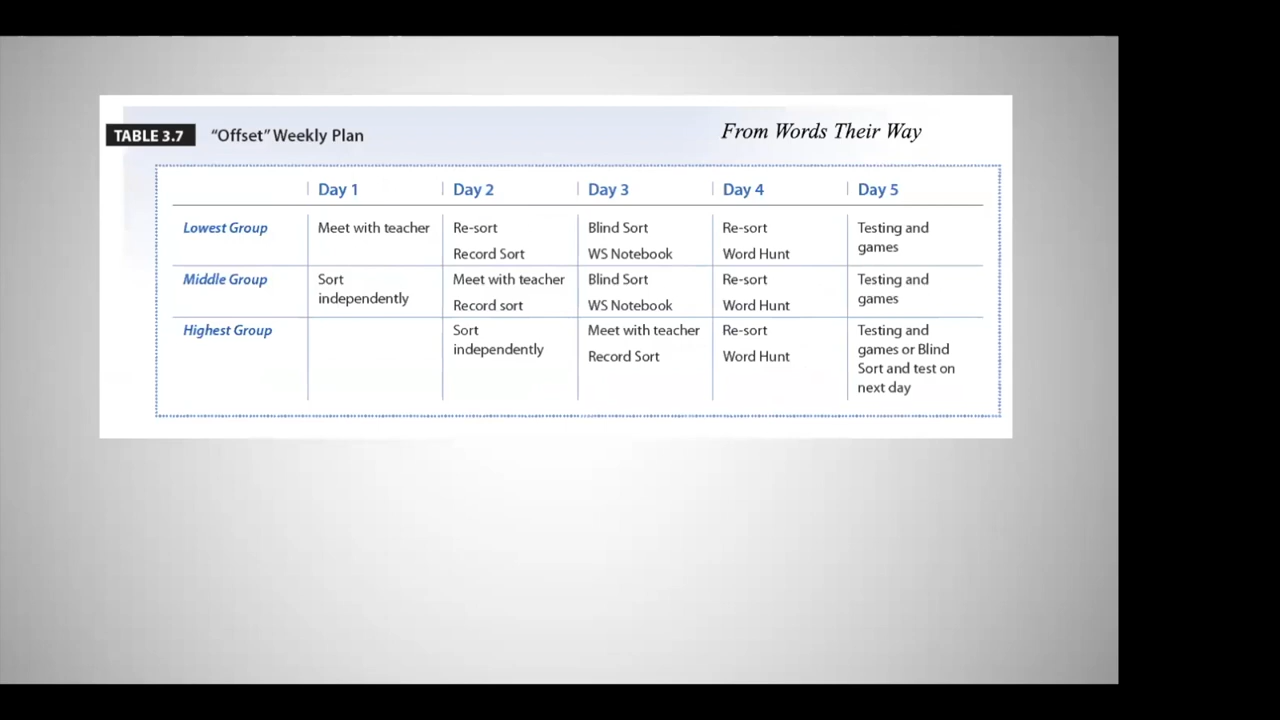 TABLE 3.7 "Offset" Weekly Plan From Words Their Way
Day 1 Day 2 Day 3 Day 4 Day 5
Lowest Group Meet with teacher Re-sort Blind Sort Re-sort Testing and
games
Record Sort WS Notebook Word Hunt
Middle Group Sort Meet with teacher Blind Sort Re-sort Testing and
independently games
Record sort WS Notebook Word Hunt
Highest Group Sort Meet with teacher Re-sort Testing and
independently games or Blind
Record Sort Word Hunt
Sort and test on
next day